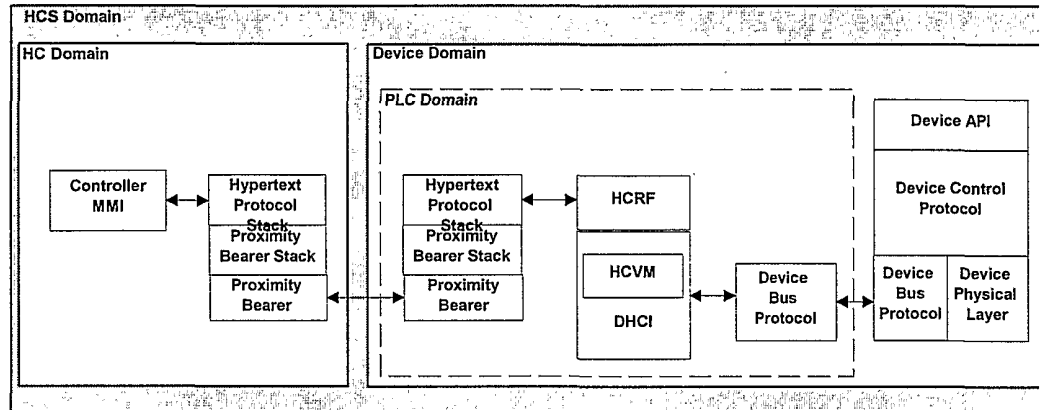 HCS Domain
HC Domain
Device Domain
PLC Domain
Controller
MMI
Hypertext
Protocol
Stack
Proximity
Bearer Stack
Proximity
Bearer
Hypertext
Protocol
Stack
Proximity
Bearer Stack
Proximity
Bearer
HCRF
HCVM
DHCI
Device
Bus
Protocol
Device API
Device Control
Protocol
Device
Bus
Protocol
Device
Physical
Layer